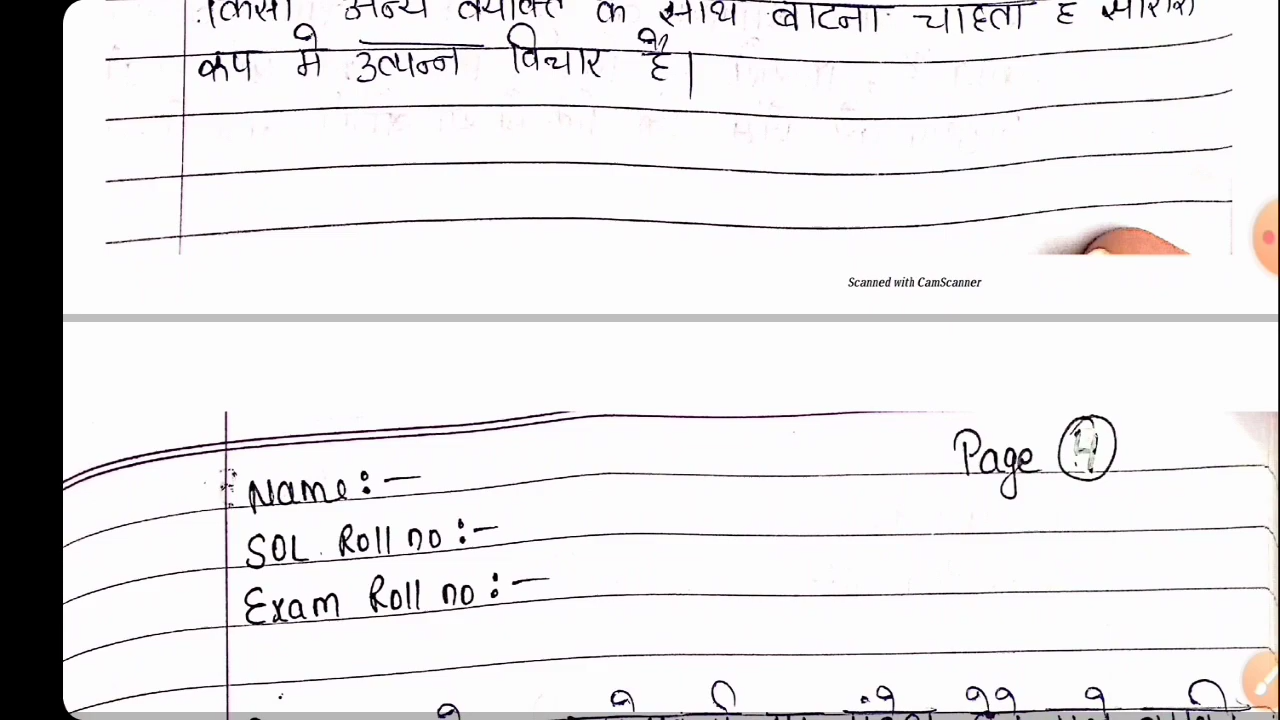 किसी अन्य व्यक्ति के साथ बाटना चाहता है सारांश
रूप मे उत्पन्न विचार है।
Scanned with CamScanner
Page 4
Name:-
SOL Roll no:-
Exam Roll no:-